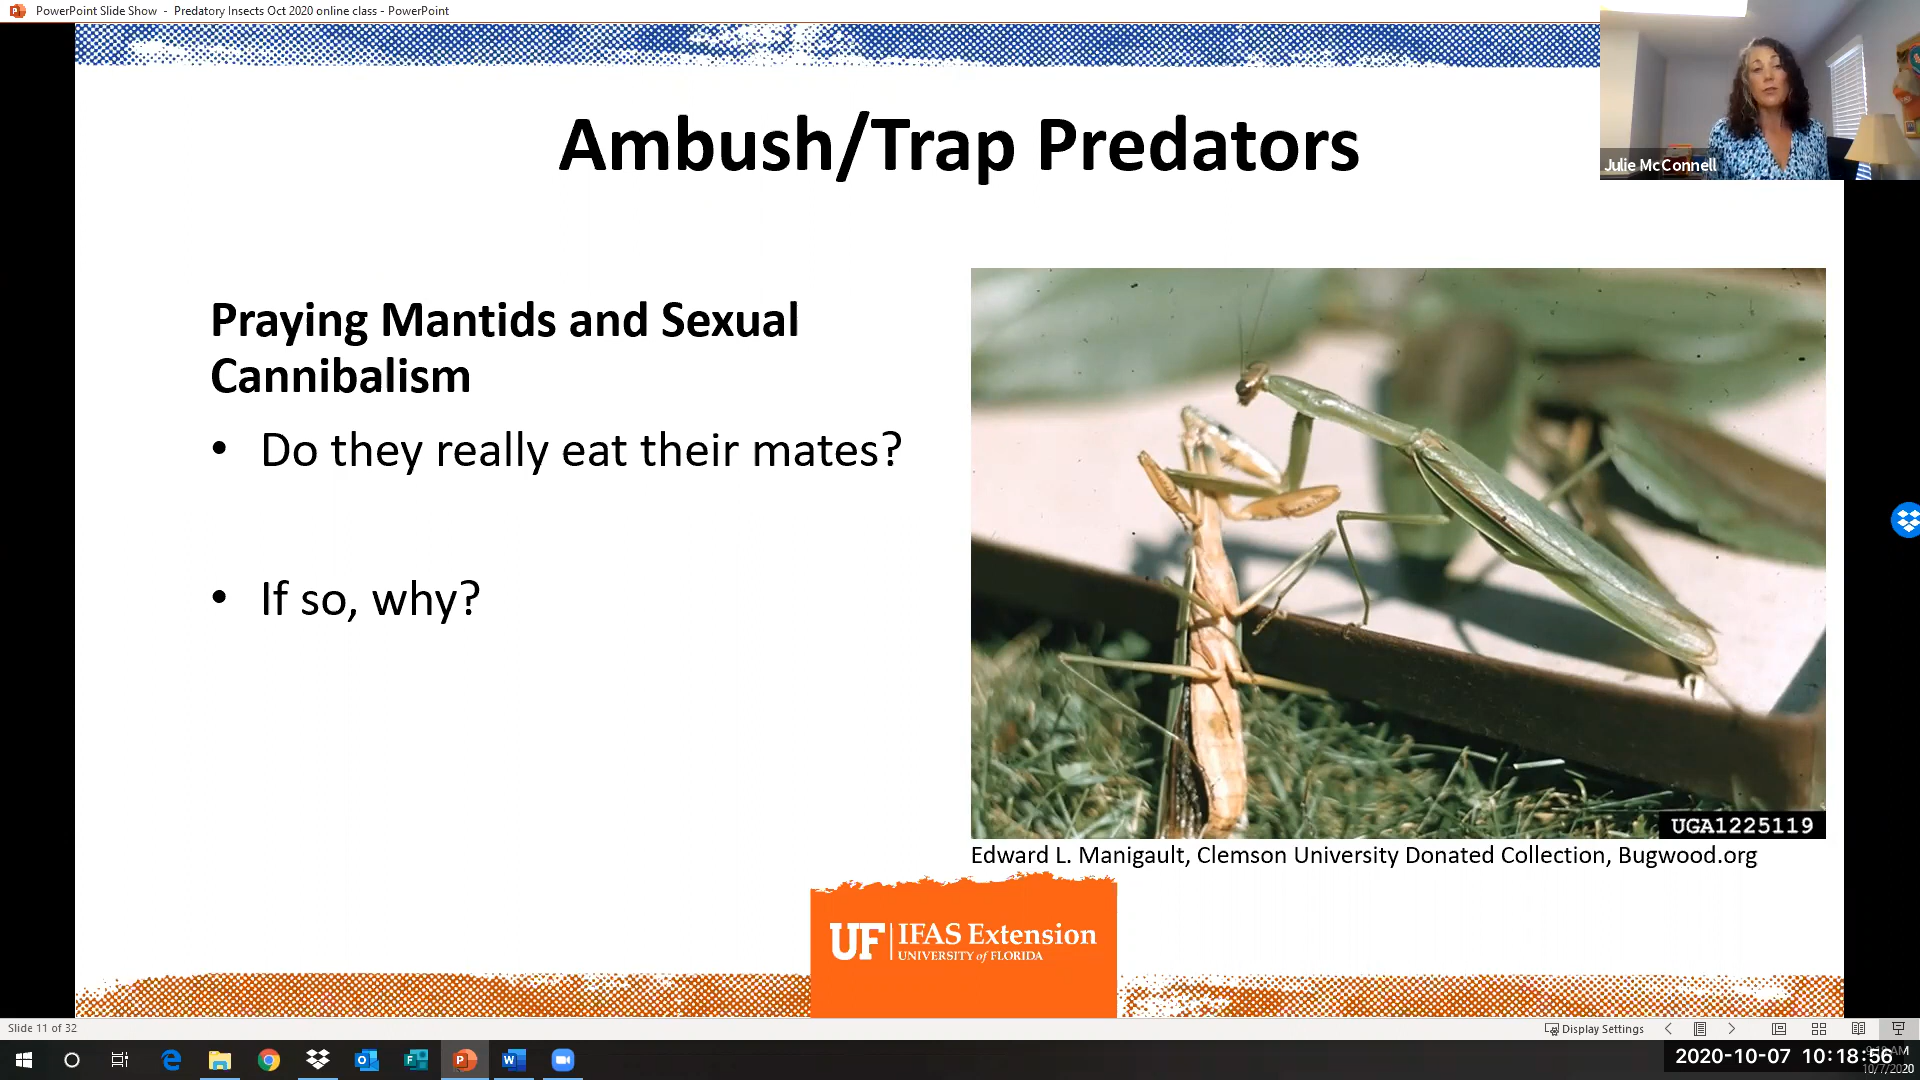 PowerPoint Slide Show - Predatory Insects Oct 2020 online class - PowerPoint
Julie McConnell
Ambush/Trap Predators
Praying Mantids and Sexual
Cannibalism
• Do they really eat their mates?
• If so, why?
UGA1225119
Edward L. Manigault, Clemson University Donated Collection, Bugwood.org
UF IFAS Extension
UNIVERSITY of FLORIDA
Slide 11 of 32
Display Settings
2020-10-07 10:18:56
10/7/2020